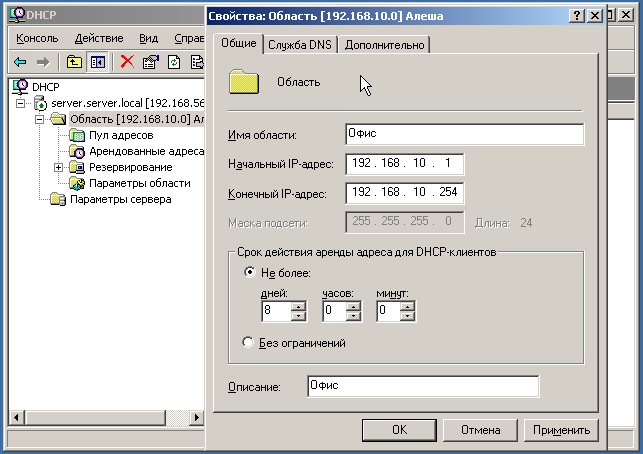 DHCP
Консоль Действие Вид Справ
DHCP
server.server.local [192.168.56
Область [192.168.10.0] Але
Пул адресов
Арендованные адреса
Резервирование
Параметры области
Параметры сервера
Свойства: Область [192.168.10.0] Алеша
Общие Служба DNS Дополнительно
Область
Имя области: Офис
Начальный IP-адрес: 192 . 168 . 10 . 1
Конечный IP-адрес: 192 . 168 . 10 . 254
Маска подсети: 255 . 255 . 255 . 0 Длина: 24
Срок действия аренды адреса для DHCP-клиентов
Не более:
дней: часов: минут:
8 0 0
Без ограничений
Описание: Офис
OK Отмена Применить